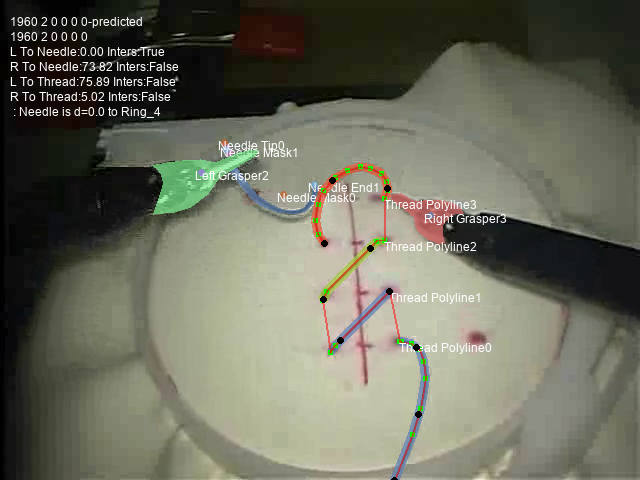 1960 2 0 0 0 0-predicted
1960 2 0 0 0 0
L To Needle:0.00 Inters:True
R To Needle:73.82 Inters:False
L To Thread:75.89 Inters:False
R To Thread:5.02 Inters:False
: Needle is d=0.0 to Ring_4
Needle Tip0
Needle Mask1
Left Grasper2
Needle End1
Needle Mask0
Thread Polyline3
Right Grasper3
Thread Polyline2
Thread Polyline1
Thread Polyline0